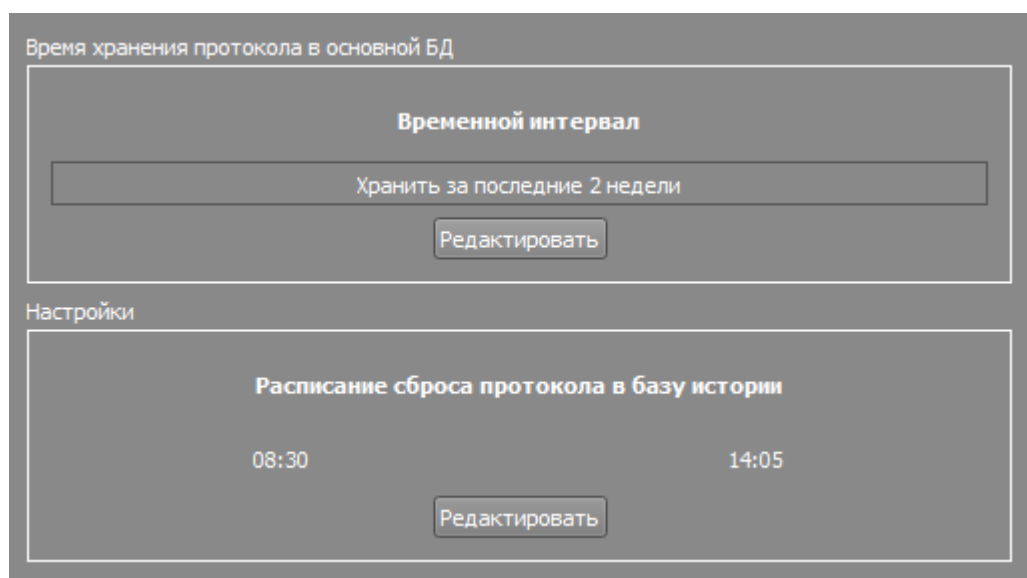 Время хранения протокола в основной БД
Временной интервал
Хранить за последние 2 недели
Редактировать
Настройки
Расписание сброса протокола в базу истории
08:30 14:05
Редактировать